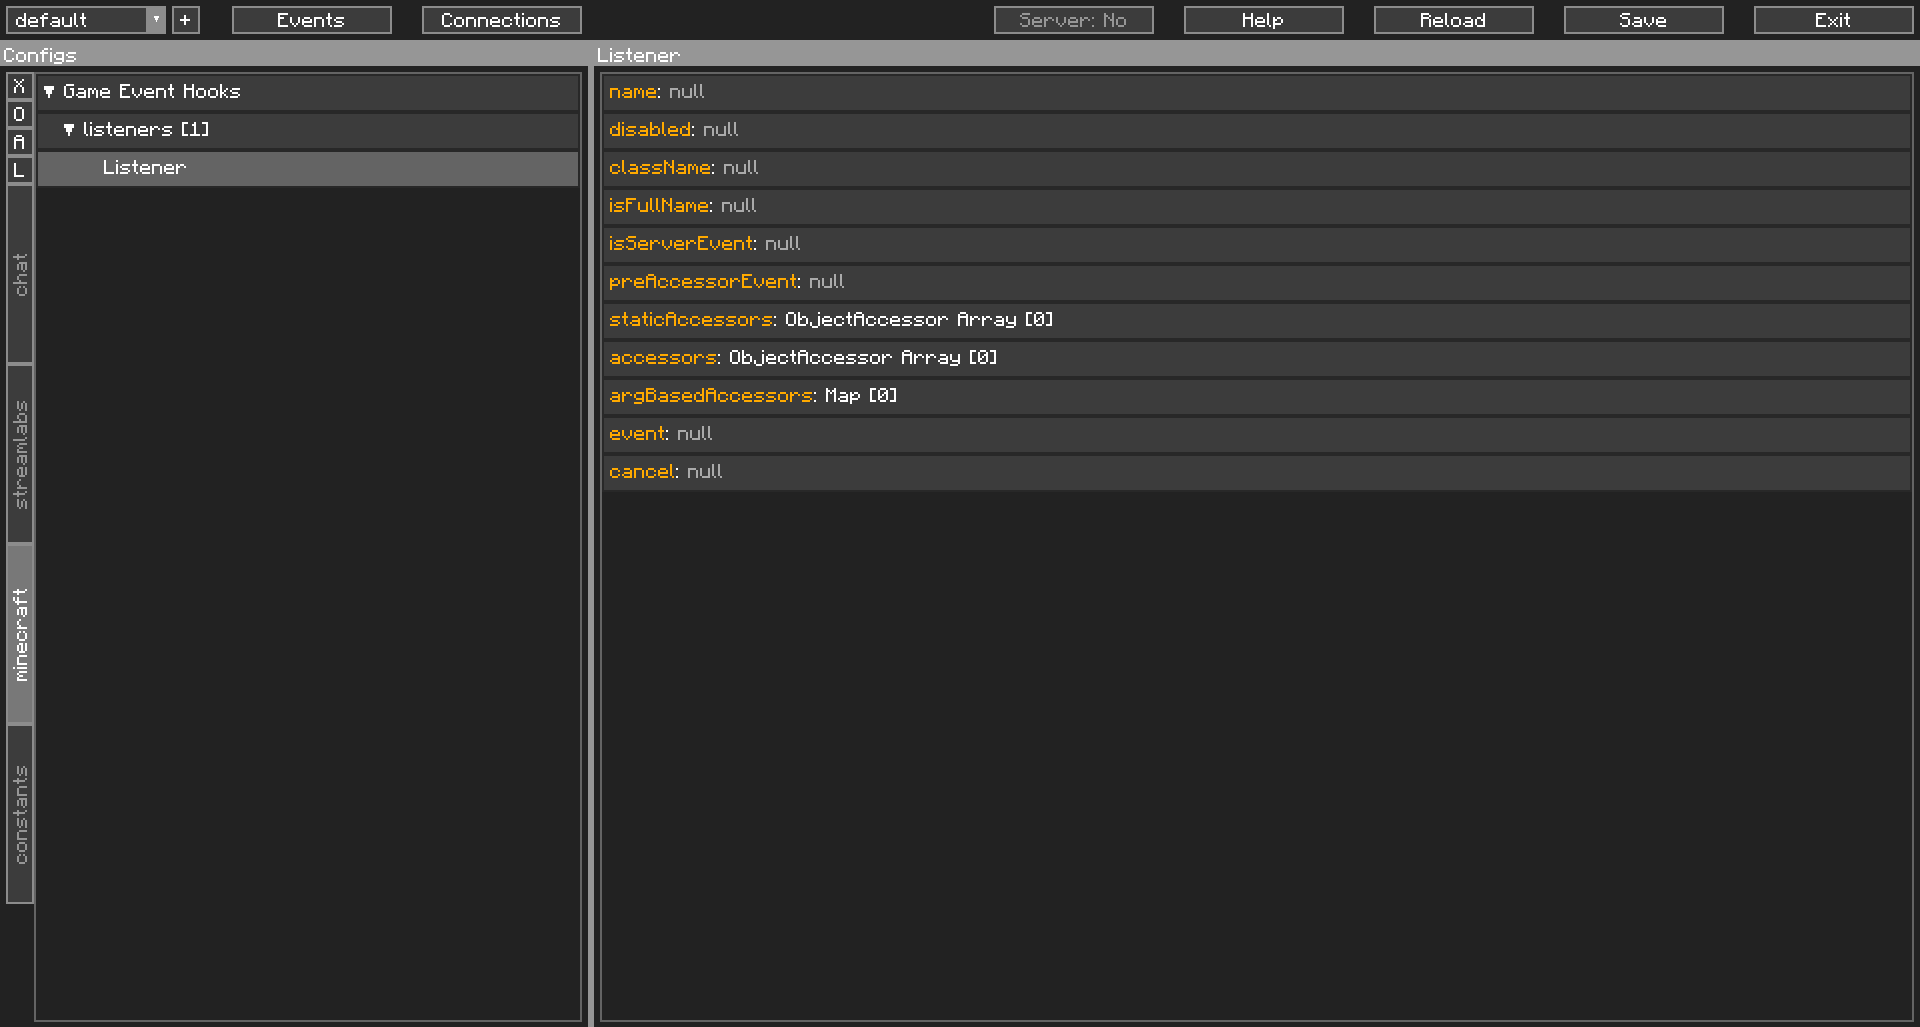 default ▼ + Events Connections Server: No Help Reload Save Exit
Configs
X
O
A
L
chat
streamlabs
minecraft
constants
▼ Game Event Hooks
▼ listeners [1]
Listener
Listener
name: null
disabled: null
className: null
isFullName: null
isServerEvent: null
preAccessorEvent: null
staticAccessors: ObjectAccessor Array [0]
accessors: ObjectAccessor Array [0]
argBasedAccessors: Map [0]
event: null
cancel: null